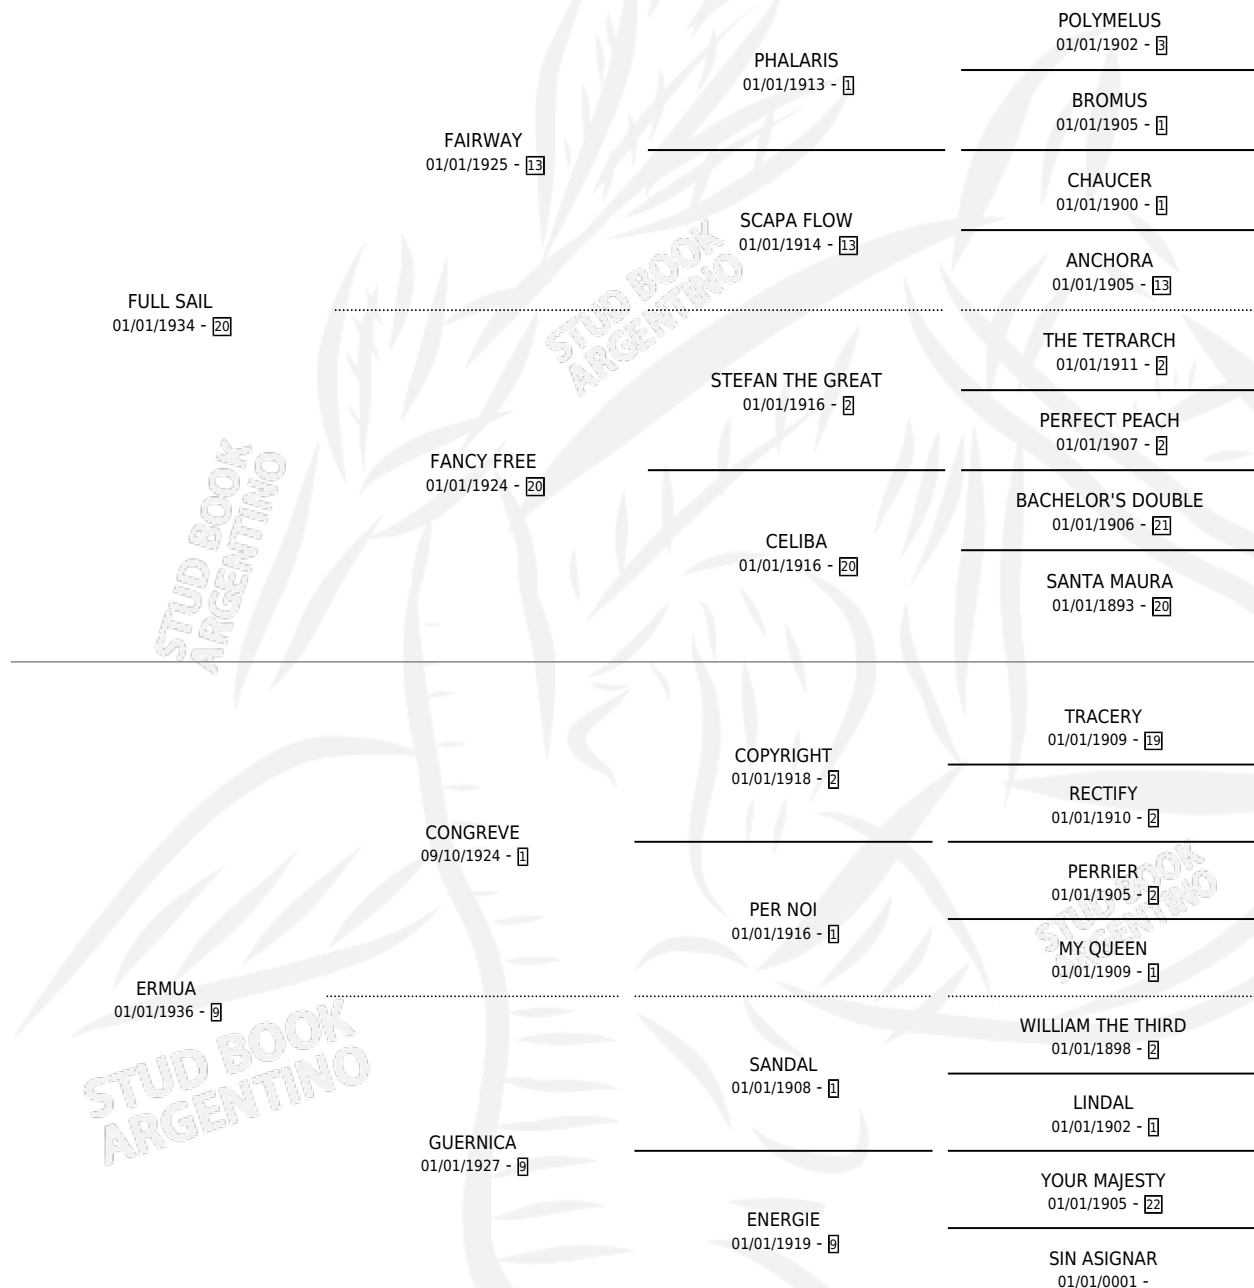 FULL SAIL
01/01/1934 - 20
FAIRWAY
01/01/1925 - 13
PHALARIS
01/01/1913 - 1
POLYMELUS
01/01/1902 - 3
BROMUS
01/01/1905 - 1
SCAPA FLOW
01/01/1914 - 13
CHAUCER
01/01/1900 - 1
ANCHORA
01/01/1905 - 13
FANCY FREE
01/01/1924 - 20
STEFAN THE GREAT
01/01/1916 - 2
THE TETRARCH
01/01/1911 - 2
PERFECT PEACH
01/01/1907 - 2
CELIBA
01/01/1916 - 20
BACHELOR'S DOUBLE
01/01/1906 - 21
SANTA MAURA
01/01/1893 - 20
ERMUA
01/01/1936 - 9
CONGREVE
09/10/1924 - 1
COPYRIGHT
01/01/1918 - 2
TRACERY
01/01/1909 - 19
RECTIFY
01/01/1910 - 2
PER NOI
01/01/1916 - 1
PERRIER
01/01/1905 - 2
MY QUEEN
01/01/1909 - 1
GUERNICA
01/01/1927 - 9
SANDAL
01/01/1908 - 1
WILLIAM THE THIRD
01/01/1898 - 2
LINDAL
01/01/1902 - 1
ENERGIE
01/01/1919 - 9
YOUR MAJESTY
01/01/1905 - 22
SIN ASIGNAR
01/01/0001 -
STUD BOOK
ARGENTINO
STUD BOOK
ARGENTINO
STUD BOOK
ARGENTINO
STUD BOOK
ARGENTINO